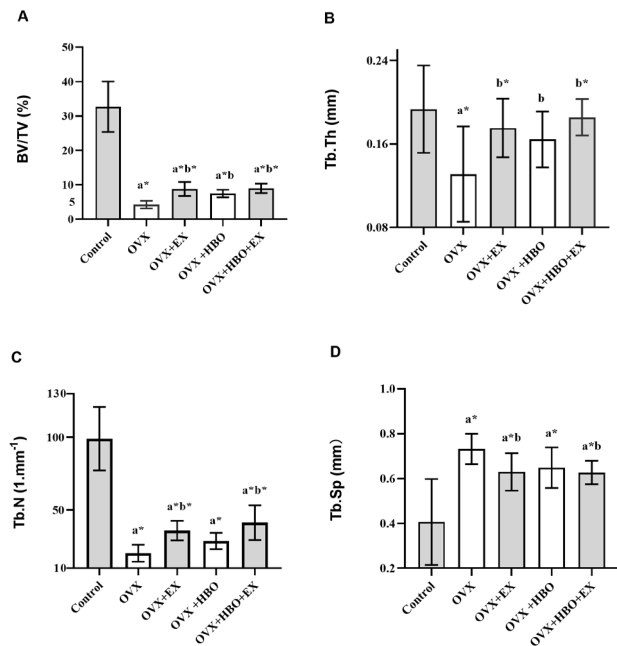 A
BV/TV (%)
50
40
30
20
10
5
0
a*
a*b*
a*b
a*b*
Control
OVX
OVX+EX
OVX +HBO
OVX+HBO+EX
B
Tb.Th (mm)
0.24
0.16
0.08
a*
b*
b
b*
Control
OVX
OVX+EX
OVX +HBO
OVX+HBO+EX
C
Tb.N (1.mm-1)
130
100
50
10
a*
a*b*
a*
a*b*
Control
OVX
OVX+EX
OVX +HBO
OVX+HBO+EX
D
Tb.Sp (mm）
1.0
0.8
0.6
0.4
0.2
a*
a*b
a*
a*b
Control
OVX
OVX+EX
OVX +HBO
OVX+HBO+EX